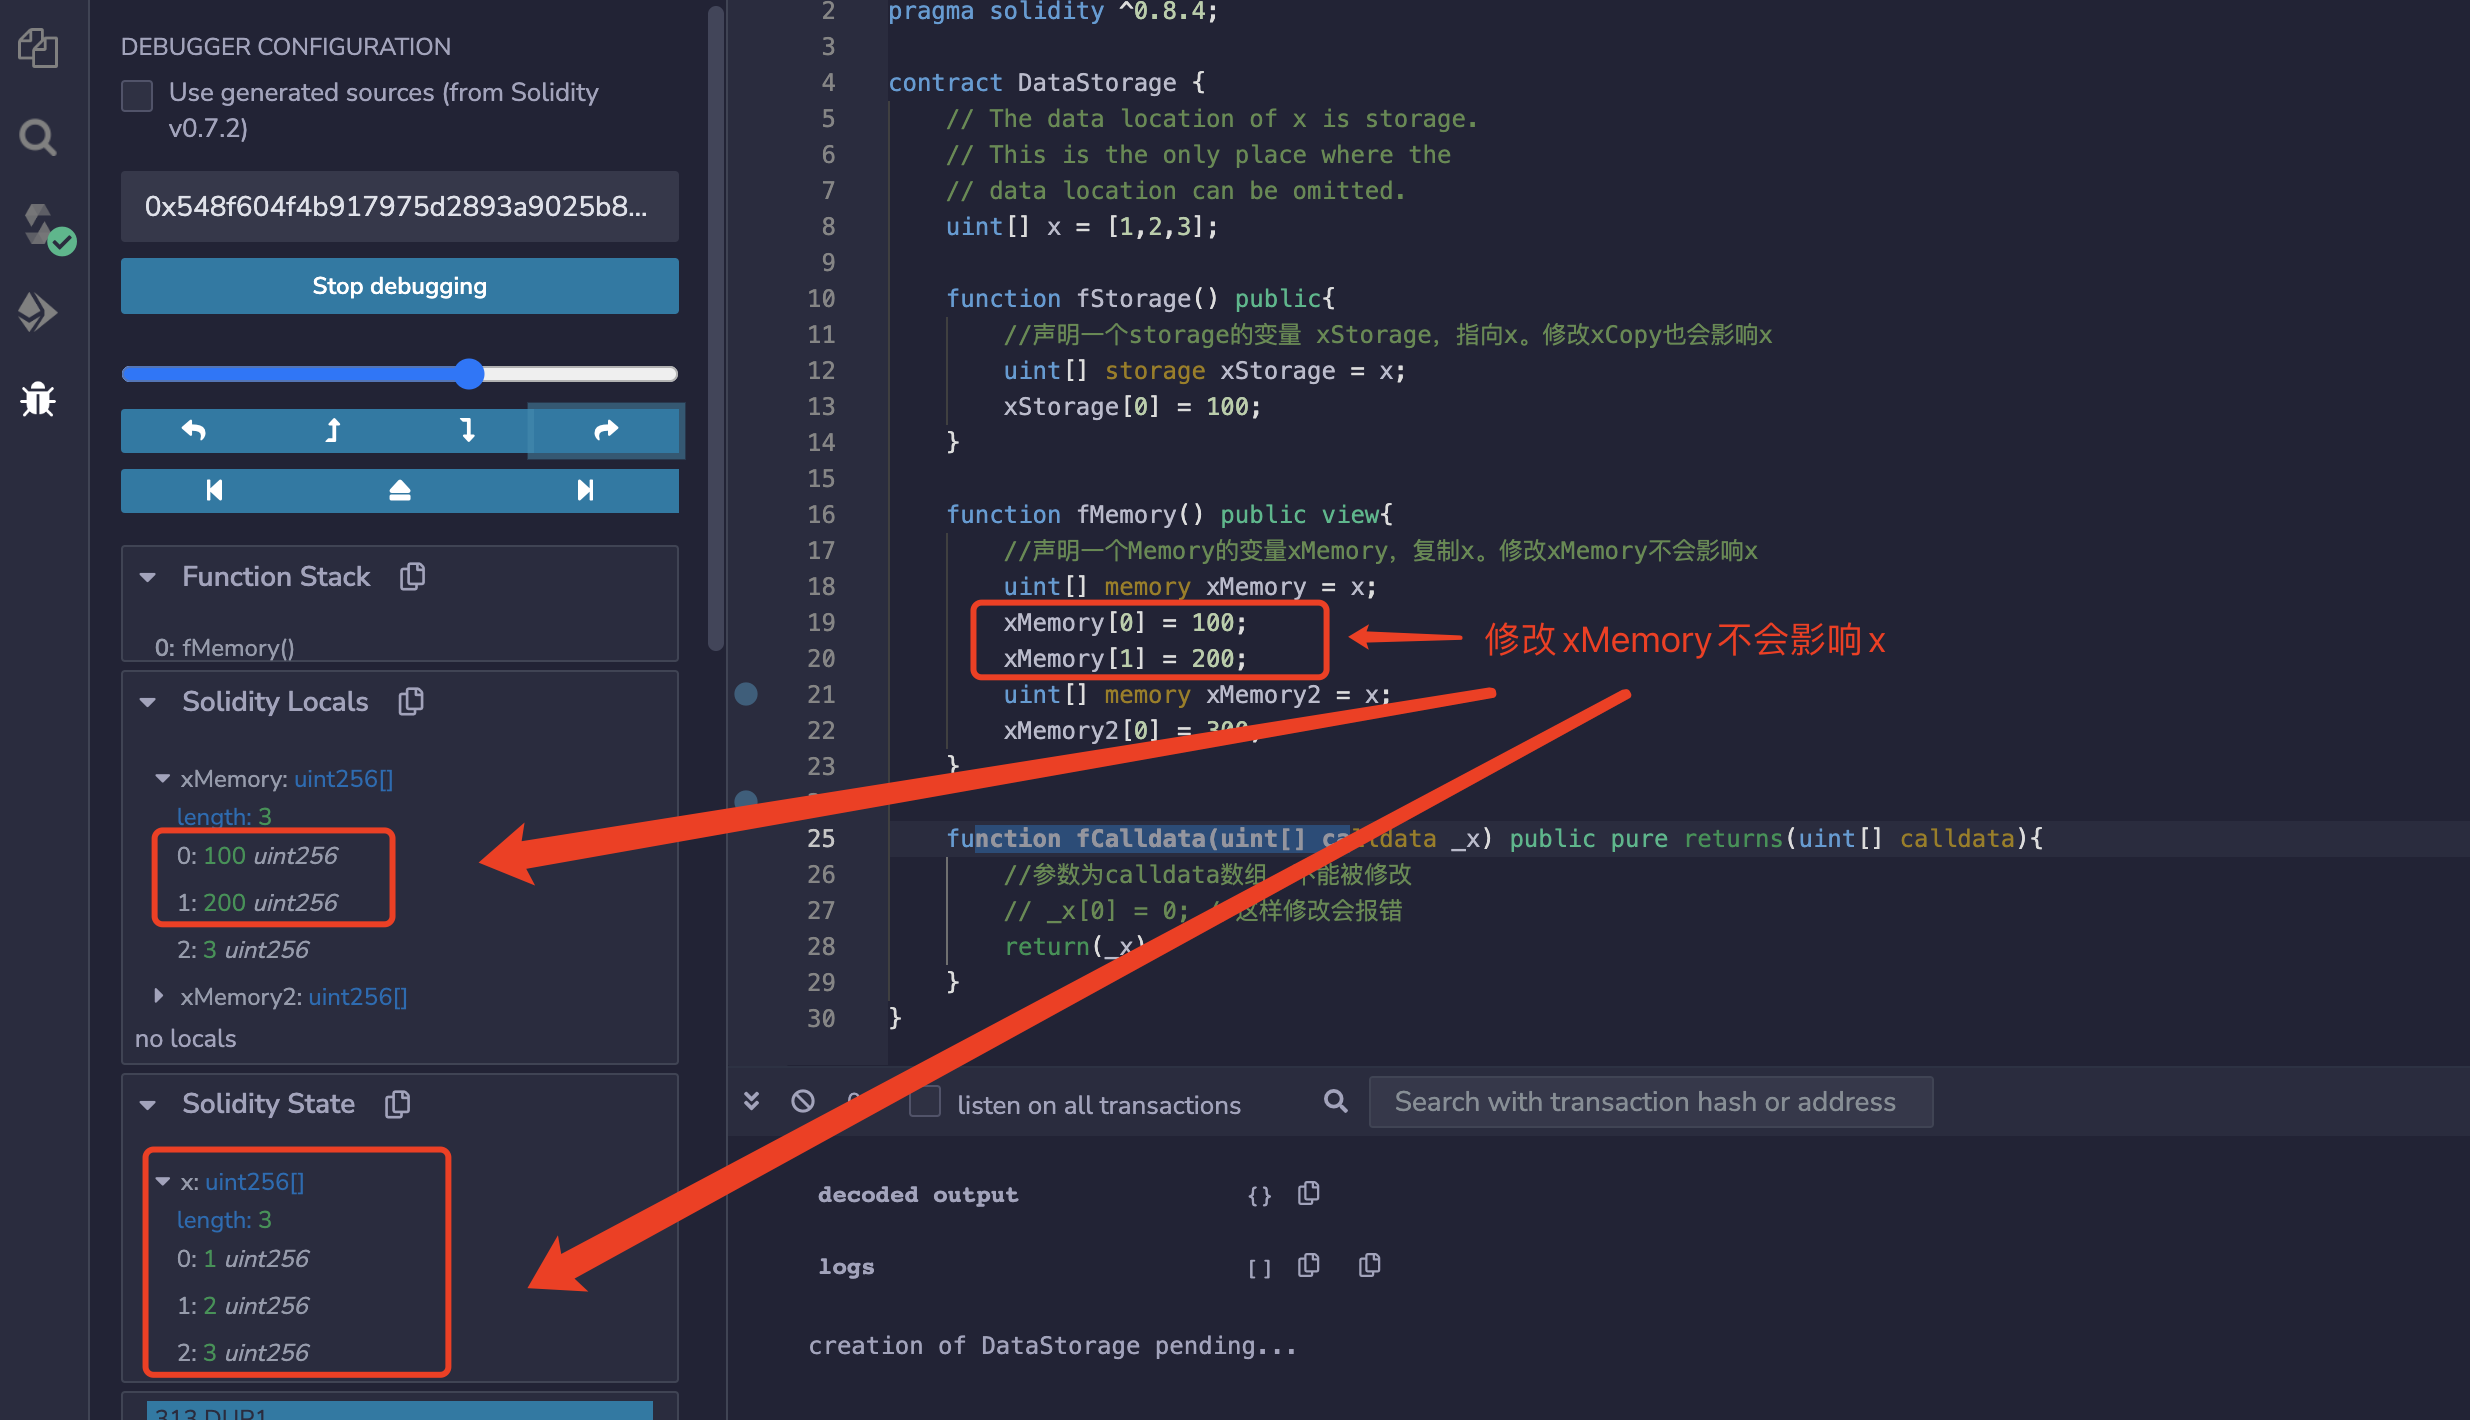 DEBUGGER CONFIGURATION
Use generated sources (from Solidity
v0.7.2)
0x548f604f4b917975d2893a9025b8...
Stop debugging
Function Stack
0: fMemory()
Solidity Locals
xMemory: uint256[]
length: 3
0: 100 uint256
1: 200 uint256
2: 3 uint256
xMemory2: uint256[]
no locals
Solidity State
x: uint256[]
length: 3
0: 1 uint256
1: 2 uint256
2: 3 uint256
313 DUP1
2 pragma solidity ^0.8.4;
3
4 contract DataStorage {
5 // The data location of x is storage.
6 // This is the only place where the
7 // data location can be omitted.
8 uint[] x = [1,2,3];
9
10 function fStorage() public{
11 //声明一个storage的变量 xStorage，指向x。修改xCopy也会影响x
12 uint[] storage xStorage = x;
13 xStorage[0] = 100;
14 }
15
16 function fMemory() public view{
17 //声明一个Memory的变量xMemory，复制x。修改xMemory不会影响x
18 uint[] memory xMemory = x;
19 xMemory[0] = 100;
20 xMemory[1] = 200;
修改xMemory不会影响x
21 uint[] memory xMemory2 = x;
22 xMemory2[0] = 300;
23 }
25 function fCalldata(uint[] calldata _x) public pure returns(uint[] calldata){
26 //参数为calldata数组 不能被修改
27 // _x[0] = 0; 这样修改会报错
28 return(_x)
29 }
30 }
listen on all transactions
Search with transaction hash or address
decoded output {}
logs []
creation of DataStorage pending...